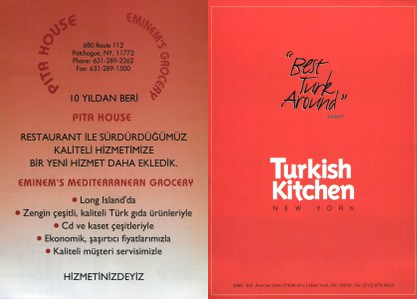 PITA HOUSE
EMINEM'S GROCERY
680 Route 112
Patchogue, NY, 11772
Phone: 631-289-2262
Fax: 631-289-1500
10 YILDAN BERİ
PITA HOUSE
RESTAURANT İLE SÜRDÜRDÜĞÜMÜZ
KALİTELİ HİZMETİMİZE
BİR YENİ HİZMET DAHA EKLEDİK.
EMINEM'S MEDITERRANEAN GROCERY
• Long Island'da
• Zengin çeşitli, kaliteli Türk gıda ürünleriyle
• Cd ve kaset çeşitleriyle
• Ekonomik, şaşırtıcı fiyatlarımızla
• Kaliteli müşteri servisimizle
HİZMETİNİZDEYİZ
"Best
Turk
Around"
ZAGAT
Turkish
Kitchen
NEW YORK